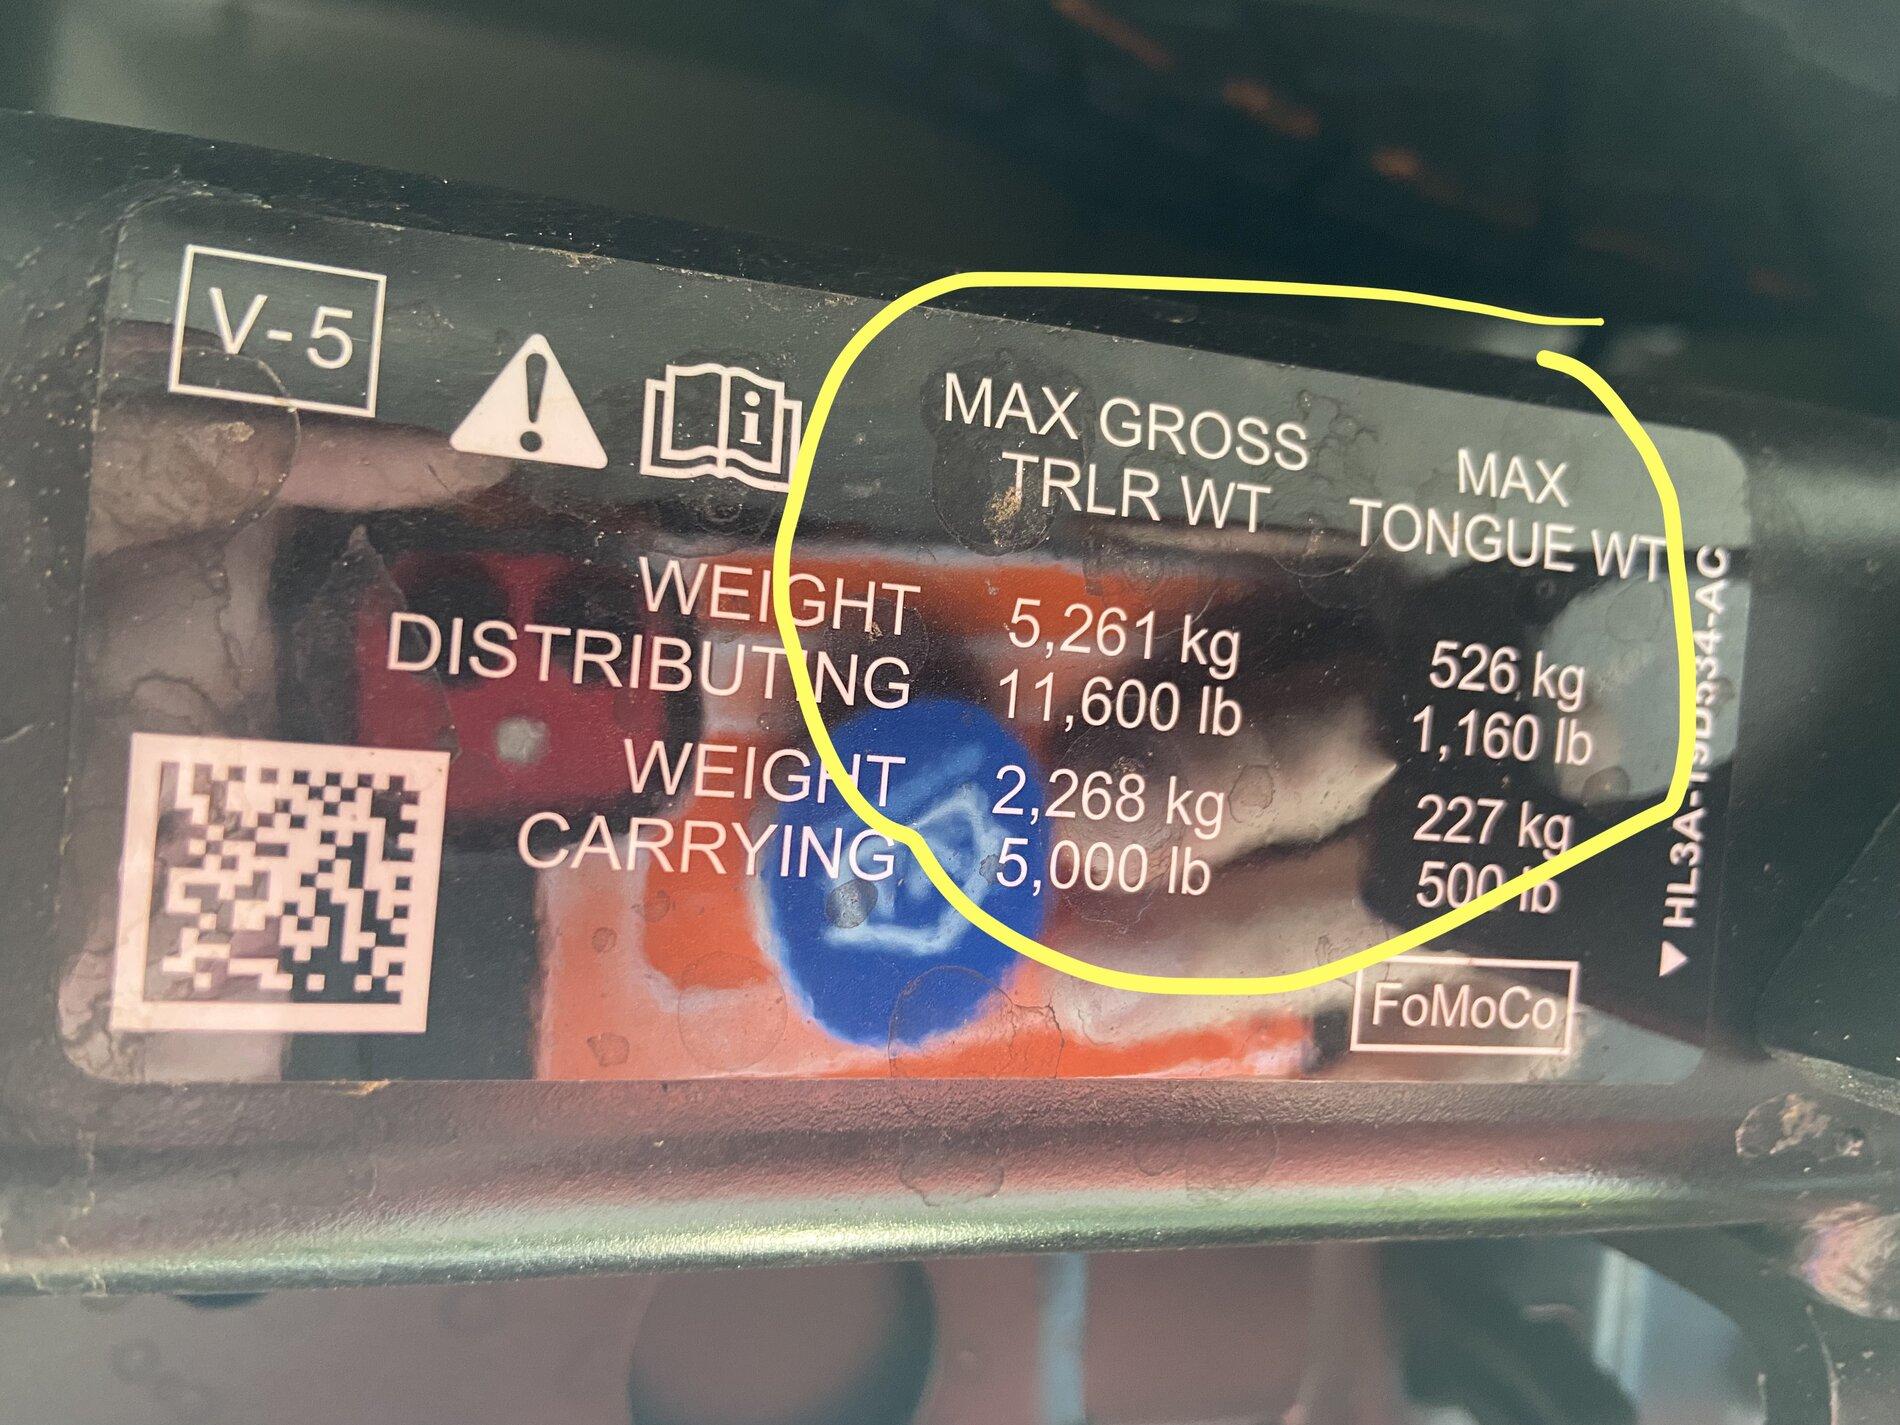 V-5
MAX GROSS
TRLR WT
MAX
TONGUE WT
WEIGHT
DISTRIBUTING
5,261 kg
11,600 lb
526 kg
1,160 lb
WEIGHT
CARRYING
2,268 kg
5,000 lb
227 kg
500 lb
FoMoCo